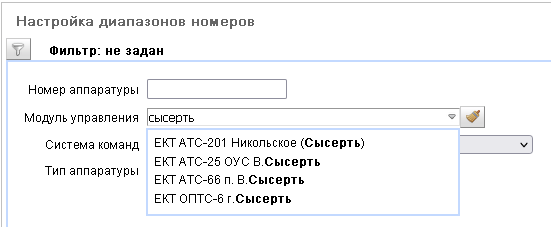 Настройка диапазонов номеров
Фильтр: не задан
Номер аппаратуры
Модуль управления сысерть
Система команд
Тип аппаратуры
ЕКТ АТС-201 Никольское (Сысерть)
ЕКТ АТС-25 ОУС В.Сысерть
ЕКТ АТС-66 п. В.Сысерть
ЕКТ ОПТС-6 г.Сысерть